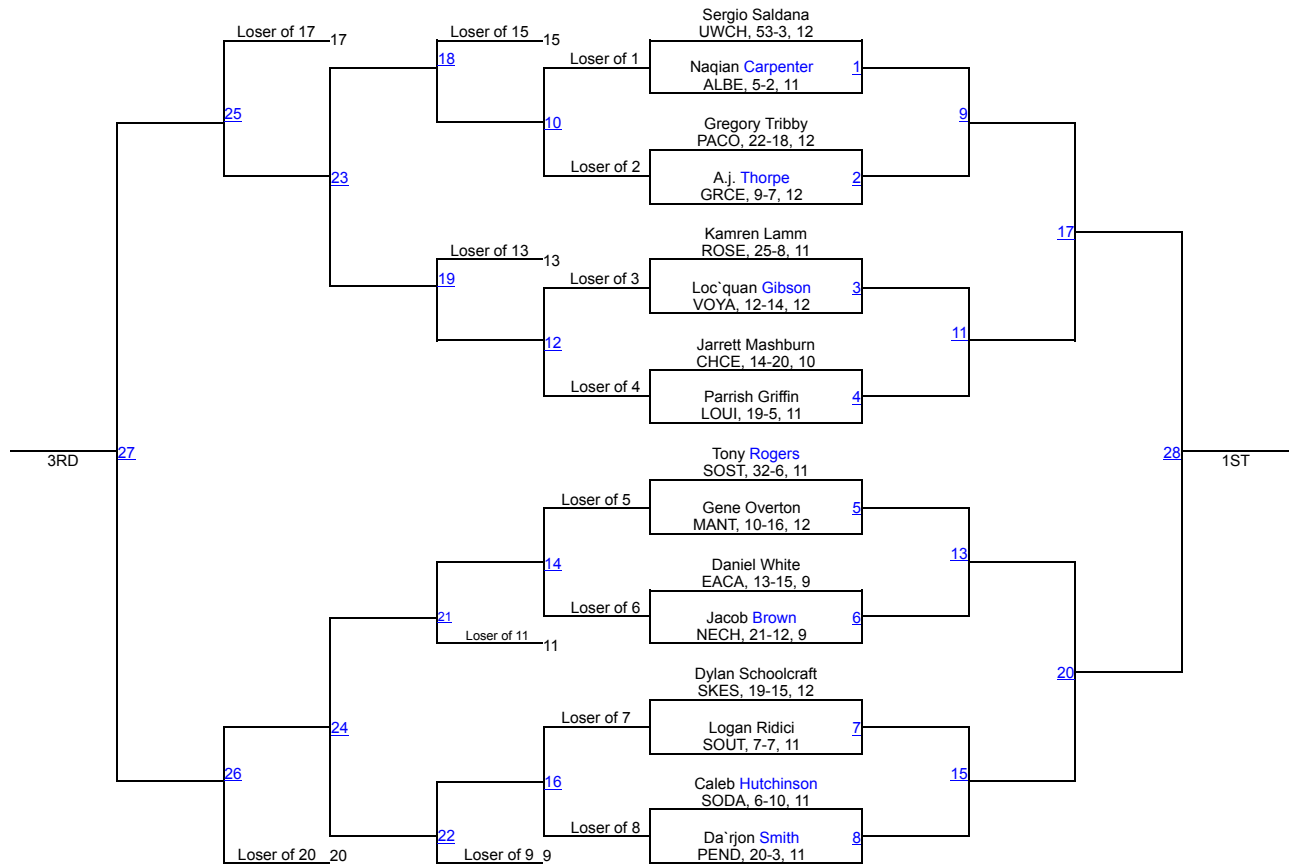 Sergio Saldana
Loser of 17 17
Loser of 15 15
UWCH, 53-3, 12
18
Loser of 1
Naqian Carpenter 1
ALBE, 5-2, 11
25
10
Gregory Tribby
9
PACO, 22-18, 12
Loser of 2
23
A.j. Thorpe 2
GRCE, 9-7, 12
Kamren Lamm
17
Loser of 13 13
ROSE, 25-8, 11
19
Loser of 3
Loc`quan Gibson 3
VOYA, 12-14, 12
12
Jarrett Mashburn
11
CHCE, 14-20, 10
Loser of 4
Parrish Griffin 4
LOUI, 19-5, 11
3RD
27
Tony Rogers
28
1ST
SOST, 32-6, 11
Loser of 5
Gene Overton 5
MANT, 10-16, 12
14
Daniel White
13
EACA, 13-15, 9
21
Loser of 6
Jacob Brown 6
NECH, 21-12, 9
Loser of 11 11
Dylan Schoolcraft
20
SKES, 19-15, 12
24
Loser of 7
Logan Ridici 7
SOUT, 7-7, 11
26
16
Caleb Hutchinson
15
SODA, 6-10, 11
22
Loser of 8
Da`rjon Smith 8
Loser of 20 20
Loser of 9 9
PEND, 20-3, 11